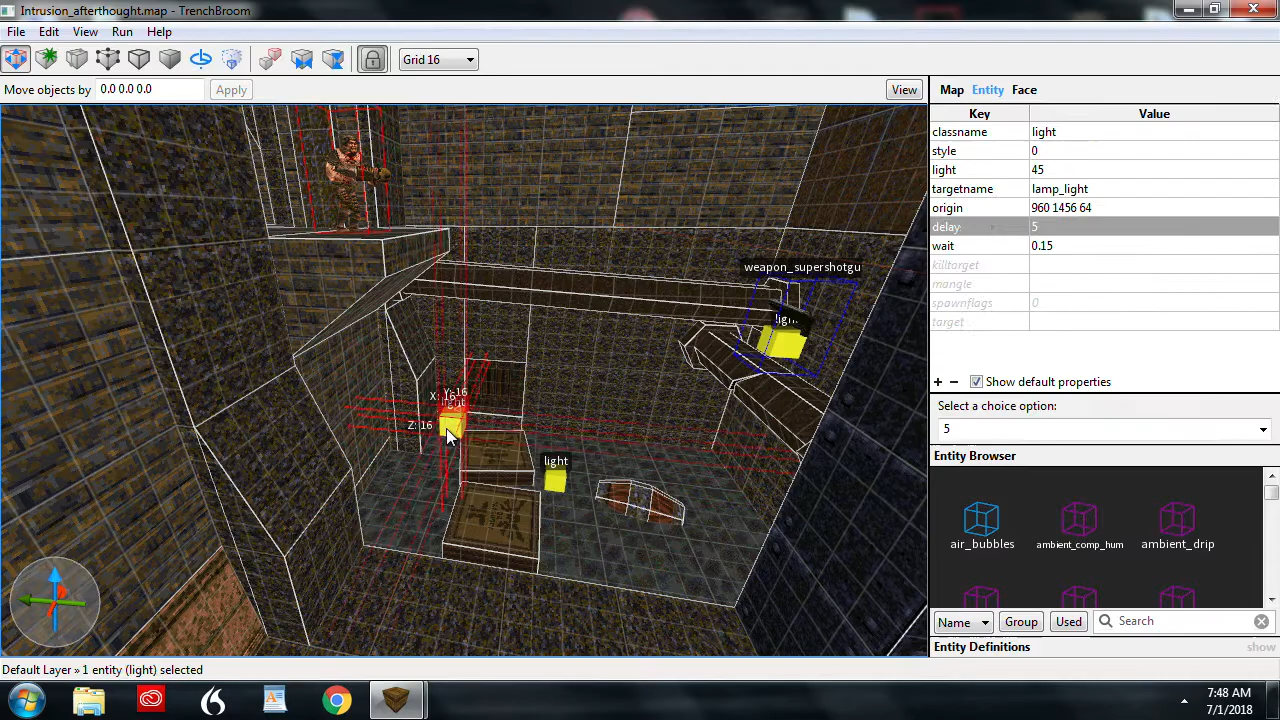 Intrusion_afterthought.map - TrenchBroom
File Edit View Run Help
Grid 16
Move objects by 0.0 0.0 0.0 Apply View
Map Entity Face
Key Value
classname light
style 0
light 45
targetname lamp_light
origin 960 1456 64
delay 5
wait 0.15
killtarget
mangle
spawnflags 0
target
Show default properties
Select a choice option:
5
Entity Browser
air_bubbles ambient_comp_hum ambient_drip
Name Group Used Search
Entity Definitions show
weapon_supershotgu
light
Y: 16
X: 16
light
Z: 16
light
Default Layer » 1 entity (light) selected
7:48 AM
7/1/2018